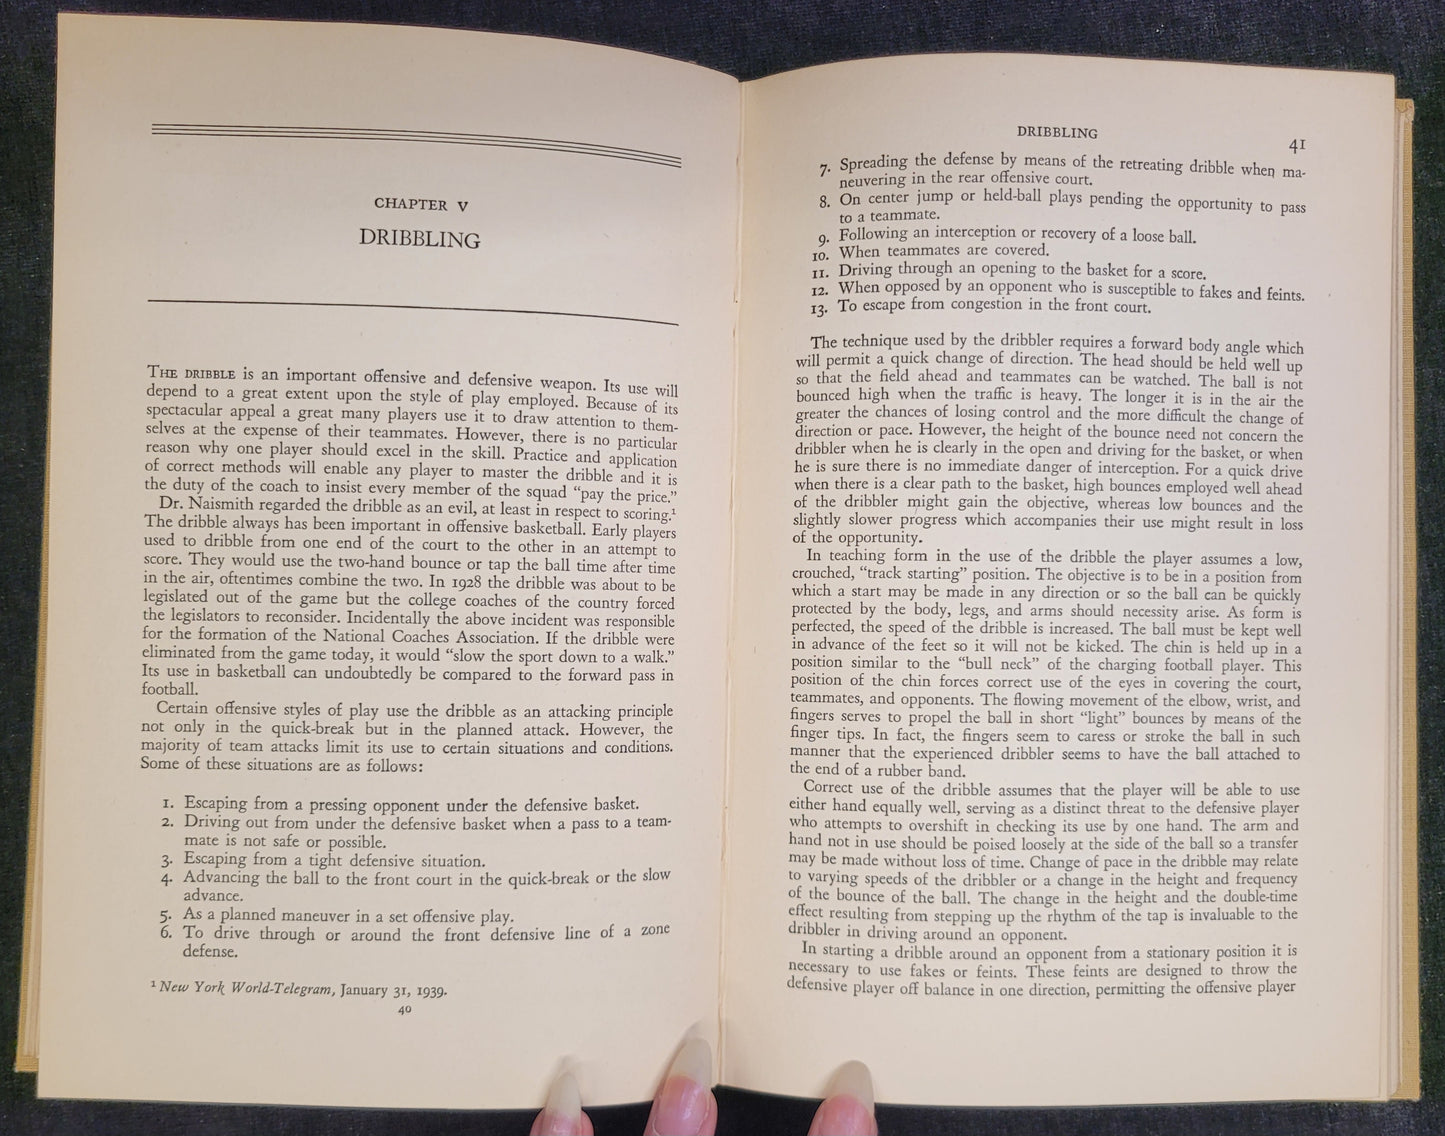 CHAPTER V
DRIBBLING
THE DRIBBLE is an important offensive and defensive weapon. Its use will
depend to a great extent upon the style of play employed. Because of its
spectacular appeal a great many players use it to draw attention to them-
selves at the expense of their teammates. However, there is no particular
reason why one player should excel in the skill. Practice and application
of correct methods will enable any player to master the dribble and it is
the duty of the coach to insist every member of the squad "pay the price."
Dr. Naismith regarded the dribble as an evil, at least in respect to scoring.¹
The dribble always has been important in offensive basketball. Early players
used to dribble from one end of the court to the other in an attempt to
score. They would use the two-hand bounce or tap the ball time after time
in the air, oftentimes combine the two. In 1928 the dribble was about to be
legislated out of the game but the college coaches of the country forced
the legislators to reconsider. Incidentally the above incident was responsible
for the formation of the National Coaches Association. If the dribble were
eliminated from the game today, it would "slow the sport down to a walk."
Its use in basketball can undoubtedly be compared to the forward pass in
football.
Certain offensive styles of play use the dribble as an attacking principle
not only in the quick-break but in the planned attack. However, the
majority of team attacks limit its use to certain situations and conditions.
Some of these situations are as follows:
1. Escaping from a pressing opponent under the defensive basket.
2. Driving out from under the defensive basket when a pass to a team-
mate is not safe or possible.
3. Escaping from a tight defensive situation.
4. Advancing the ball to the front court in the quick-break or the slow
advance.
5. As a planned maneuver in a set offensive play.
6. To drive through or around the front defensive line of a zone
defense.
¹ New York World-Telegram, January 31, 1939.
40
DRIBBLING
41
7. Spreading the defense by means of the retreating dribble when ma-
neuvering in the rear offensive court.
8. On center jump or held-ball plays pending the opportunity to pass
to a teammate.
9. Following an interception or recovery of a loose ball.
10. When teammates are covered.
11. Driving through an opening to the basket for a score.
12. When opposed by an opponent who is susceptible to fakes and feints.
13. To escape from congestion in the front court.
The technique used by the dribbler requires a forward body angle which
will permit a quick change of direction. The head should be held well up
so that the field ahead and teammates can be watched. The ball is not
bounced high when the traffic is heavy. The longer it is in the air the
greater the chances of losing control and the more difficult the change of
direction or pace. However, the height of the bounce need not concern the
dribbler when he is clearly in the open and driving for the basket, or when
he is sure there is no immediate danger of interception. For a quick drive
when there is a clear path to the basket, high bounces employed well ahead
of the dribbler might gain the objective, whereas low bounces and the
slightly slower progress which accompanies their use might result in loss
of the opportunity.
In teaching form in the use of the dribble the player assumes a low,
crouched, "track starting" position. The objective is to be in a position from
which a start may be made in any direction or so the ball can be quickly
protected by the body, legs, and arms should necessity arise. As form is
perfected, the speed of the dribble is increased. The ball must be kept well
in advance of the feet so it will not be kicked. The chin is held up in a
position similar to the "bull neck" of the charging football player. This
position of the chin forces correct use of the eyes in covering the court,
teammates, and opponents. The flowing movement of the elbow, wrist, and
fingers serves to propel the ball in short "light" bounces by means of the
finger tips. In fact, the fingers seem to caress or stroke the ball in such
manner that the experienced dribbler seems to have the ball attached to
the end of a rubber band.
Correct use of the dribble assumes that the player will be able to use
either hand equally well, serving as a distinct threat to the defensive player
who attempts to overshift in checking its use by one hand. The arm and
hand not in use should be poised loosely at the side of the ball so a transfer
may be made without loss of time. Change of pace in the dribble may relate
to varying speeds of the dribbler or a change in the height and frequency
of the bounce of the ball. The change in the height and the double-time
effect resulting from stepping up the rhythm of the tap is invaluable to the
dribbler in driving around an opponent.
In starting a dribble around an opponent from a stationary position it is
necessary to use fakes or feints. These feints are designed to throw the
defensive player off balance in one direction, permitting the offensive player